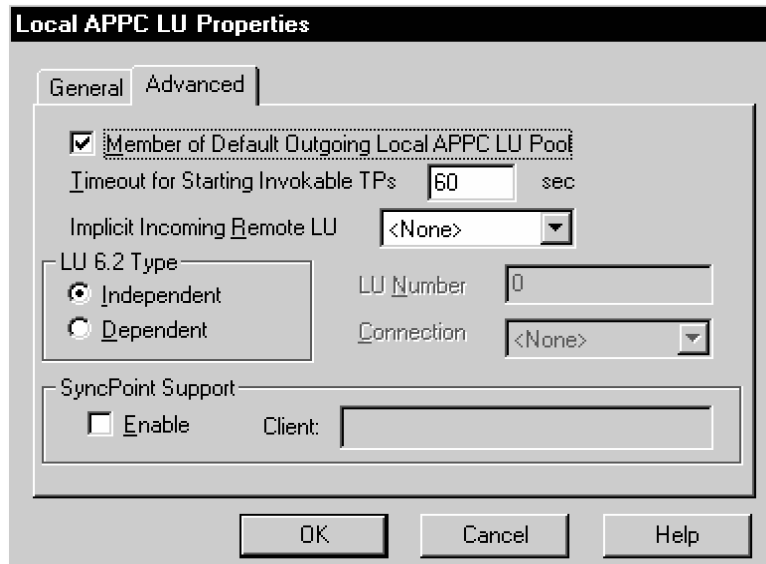 Local APPC LU Properties
General Advanced
Member of Default Outgoing Local APPC LU Pool
Timeout for Starting Invokable TPs 60 sec
Implicit Incoming Remote LU <None>
LU 6.2 Type
Independent
Dependent
LU Number 0
Connection <None>
SyncPoint Support
Enable Client:
OK Cancel Help